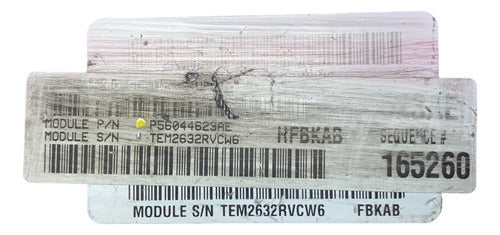 MODULE P/N P56044623AE HFBKAB SEQUENCE #
MODULE S/N TEM2632RVCW6 165260
MODULE S/N TEM2632RVCW6 FBKAB